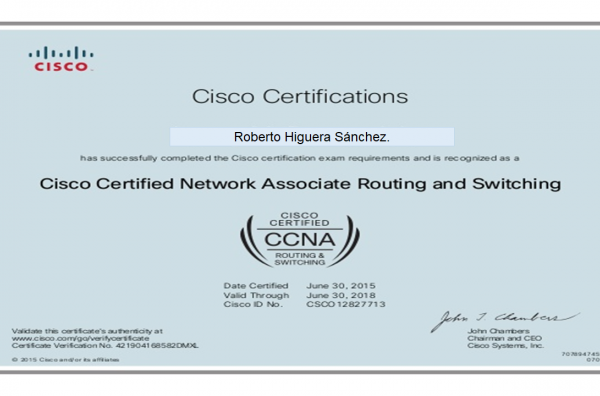 CISCO
Cisco Certifications
Roberto Higuera Sánchez.
has successfully completed the Cisco certification exam requirements and is recognized as a
Cisco Certified Network Associate Routing and Switching
CISCO
CERTIFIED
CCNA
ROUTING &
SWITCHING
Date Certified June 30, 2015
Valid Through June 30, 2018
Cisco ID No. CSCO12827713
John T Chambers
Validate this certificate's authenticity at
www.cisco.com/go/verifycertificate
Certificate Verification No. 421904168582DMXL
John Chambers
Chairman and CEO
Cisco Systems, Inc.
© 2015 Cisco and/or its affiliates
707694745
070